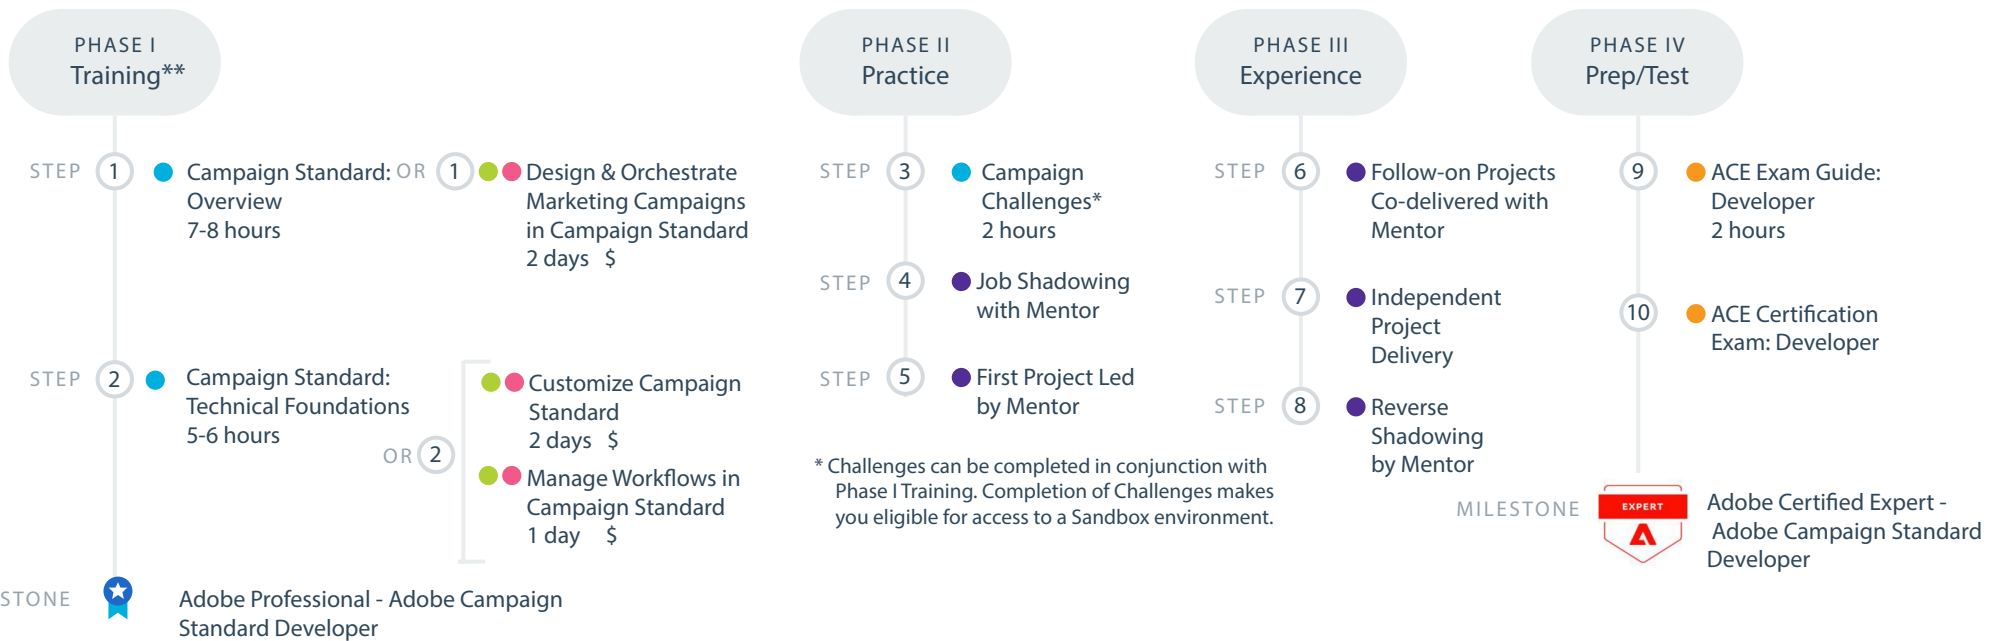 PHASE I
Training**
STEP 1 Campaign Standard: OR 1 Design & Orchestrate
Overview
7-8 hours
Marketing Campaigns
in Campaign Standard
2 days $
STEP 2 Campaign Standard:
Technical Foundations
5-6 hours
OR 2
Customize Campaign
Standard
2 days $
Manage Workflows in
Campaign Standard
1 day $
STONE
Adobe Professional - Adobe Campaign
Standard Developer
PHASE II
Practice
STEP 3 Campaign
Challenges*
2 hours
STEP 4 Job Shadowing
with Mentor
STEP 5 First Project Led
by Mentor
* Challenges can be completed in conjunction with
Phase I Training. Completion of Challenges makes
you eligible for access to a Sandbox environment.
PHASE III
Experience
STEP 6 Follow-on Projects
Co-delivered with
Mentor
STEP 7 Independent
Project
Delivery
STEP 8 Reverse
Shadowing
by Mentor
PHASE IV
Prep/Test
9 ACE Exam Guide:
Developer
2 hours
10 ACE Certification
Exam: Developer
MILESTONE
EXPERT
Adobe Certified Expert -
Adobe Campaign Standard
Developer